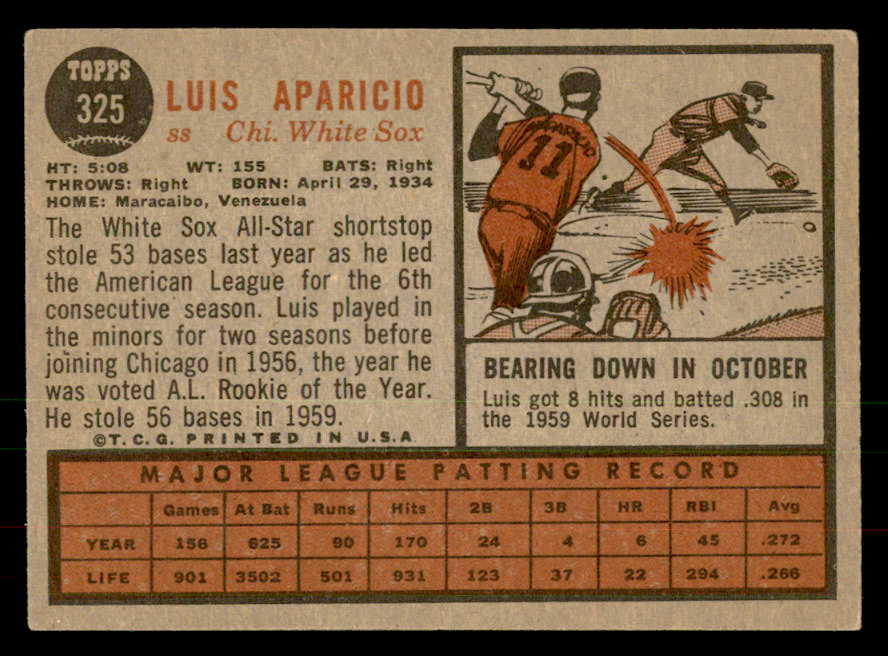 TOPPS
325
LUIS APARICIO
ss Chi. White Sox
HT: 5:08 WT: 155 BATS: Right
THROWS: Right BORN: April 29, 1934
HOME: Maracaibo, Venezuela
The White Sox All-Star shortstop
stole 53 bases last year as he led
the American League for the 6th
consecutive season. Luis played in
the minors for two seasons before
joining Chicago in 1956, the year he
was voted A.L. Rookie of the Year.
He stole 56 bases in 1959.
©T.C.G. PRINTED IN U.S.A
APARICIO
11
BEARING DOWN IN OCTOBER
Luis got 8 hits and batted .308 in
the 1959 World Series.
MAJOR LEAGUE PATTING RECORD
Games At Bat Runs Hits 2B 3B HR RBI Avg
YEAR 156 625 90 170 24 4 6 45 .272
LIFE 901 3502 501 931 123 37 22 294 .266